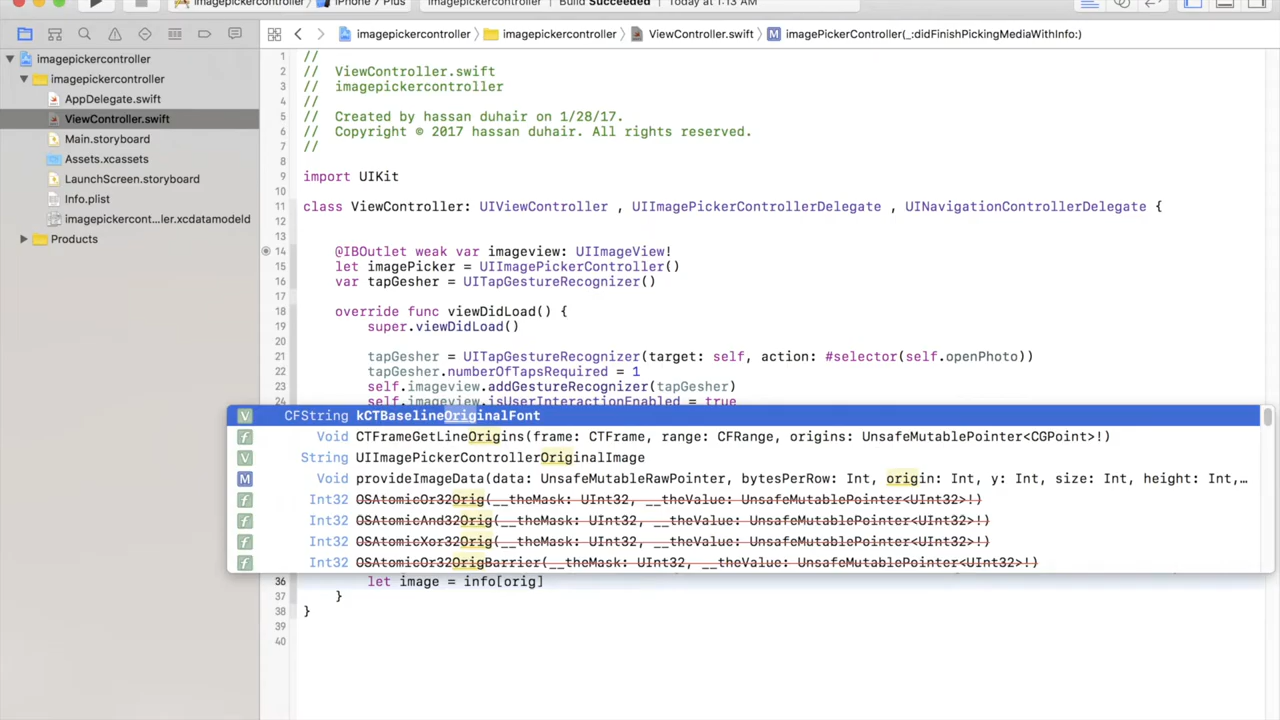 imagepickercontroller
iPhone 7 Plus
imagepickercontroller
Build Succeeded
Today at 1:13 AM
imagepickercontroller
imagepickercontroller
ViewController.swift
M
imagePickerController(_:didFinishPickingMediaWithInfo:)
imagepickercontroller
imagepickercontroller
AppDelegate.swift
ViewController.swift
Main.storyboard
Assets.xcassets
LaunchScreen.storyboard
Info.plist
imagepickercont...ler.xcdatamodeld
Products
1 //
2 // ViewController.swift
3 // imagepickercontroller
4 //
5 // Created by hassan duhair on 1/28/17.
6 // Copyright © 2017 hassan duhair. All rights reserved.
7 //
8
9 import UIKit
10
11 class ViewController: UIViewController , UIImagePickerControllerDelegate , UINavigationControllerDelegate {
12
13
14 @IBOutlet weak var imageview: UIImageView!
15 let imagePicker = UIImagePickerController()
16 var tapGesher = UITapGestureRecognizer()
17
18 override func viewDidLoad() {
19 super.viewDidLoad()
20
21 tapGesher = UITapGestureRecognizer(target: self, action: #selector(self.openPhoto))
22 tapGesher.numberOfTapsRequired = 1
23 self.imageview.addGestureRecognizer(tapGesher)
24 self.imageview.isUserInteractionEnabled = true
V CFString kCTBaselineOriginalFont
f Void CTFrameGetLineOrigins(frame: CTFrame, range: CFRange, origins: UnsafeMutablePointer<CGPoint>!)
V String UIImagePickerControllerOriginalImage
M Void provideImageData(data: UnsafeMutableRawPointer, bytesPerRow: Int, origin: Int, y: Int, size: Int, height: Int,...
f Int32 OSAtomicOr32Orig(__theMask: UInt32, __theValue: UnsafeMutablePointer<UInt32>!)
f Int32 OSAtomicAnd32Orig(__theMask: UInt32, __theValue: UnsafeMutablePointer<UInt32>!)
f Int32 OSAtomicXor32Orig(__theMask: UInt32, __theValue: UnsafeMutablePointer<UInt32>!)
f Int32 OSAtomicOr32OrigBarrier(__theMask: UInt32, __theValue: UnsafeMutablePointer<UInt32>!)
36 let image = info[orig]
37 }
38 }
39
40